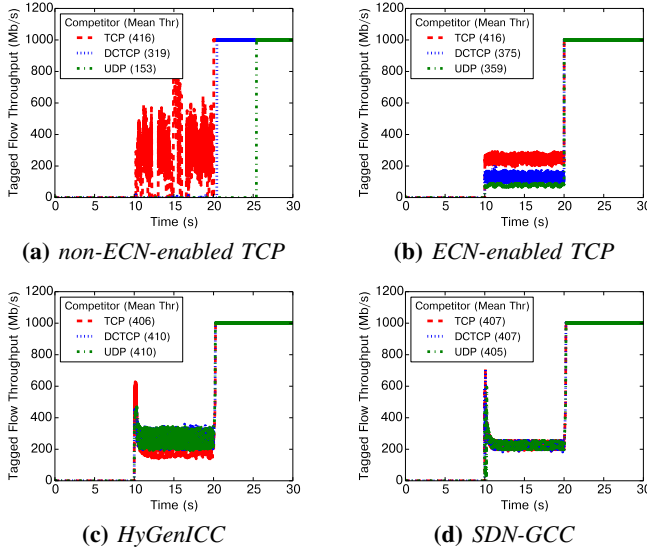 Tagged Flow Throughput (Mb/s)
1200
1000
800
600
400
200
0
Competitor (Mean Thr)
TCP (416)
DCTCP (319)
UDP (153)
0 5 10 15 20 25 30
Time (s)
(a) non-ECN-enabled TCP
Tagged Flow Throughput (Mb/s)
1200
1000
800
600
400
200
0
Competitor (Mean Thr)
TCP (416)
DCTCP (375)
UDP (359)
0 5 10 15 20 25 30
Time (s)
(b) ECN-enabled TCP
Tagged Flow Throughput (Mb/s)
1200
1000
800
600
400
200
0
Competitor (Mean Thr)
TCP (406)
DCTCP (410)
UDP (410)
0 5 10 15 20 25 30
Time (s)
(c) HyGenICC
Tagged Flow Throughput (Mb/s)
1200
1000
800
600
400
200
0
Competitor (Mean Thr)
TCP (407)
DCTCP (407)
UDP (405)
0 5 10 15 20 25 30
Time (s)
(d) SDN-GCC